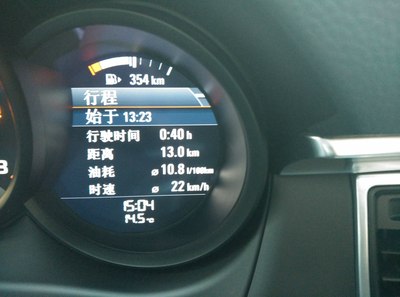 354 km
行程
始于 13:23
行驶时间 0:40 h
距离 13.0 km
油耗 ⌀ 10.8 l/100km
时速 ⌀ 22 km/h
15:04
14.5 °C